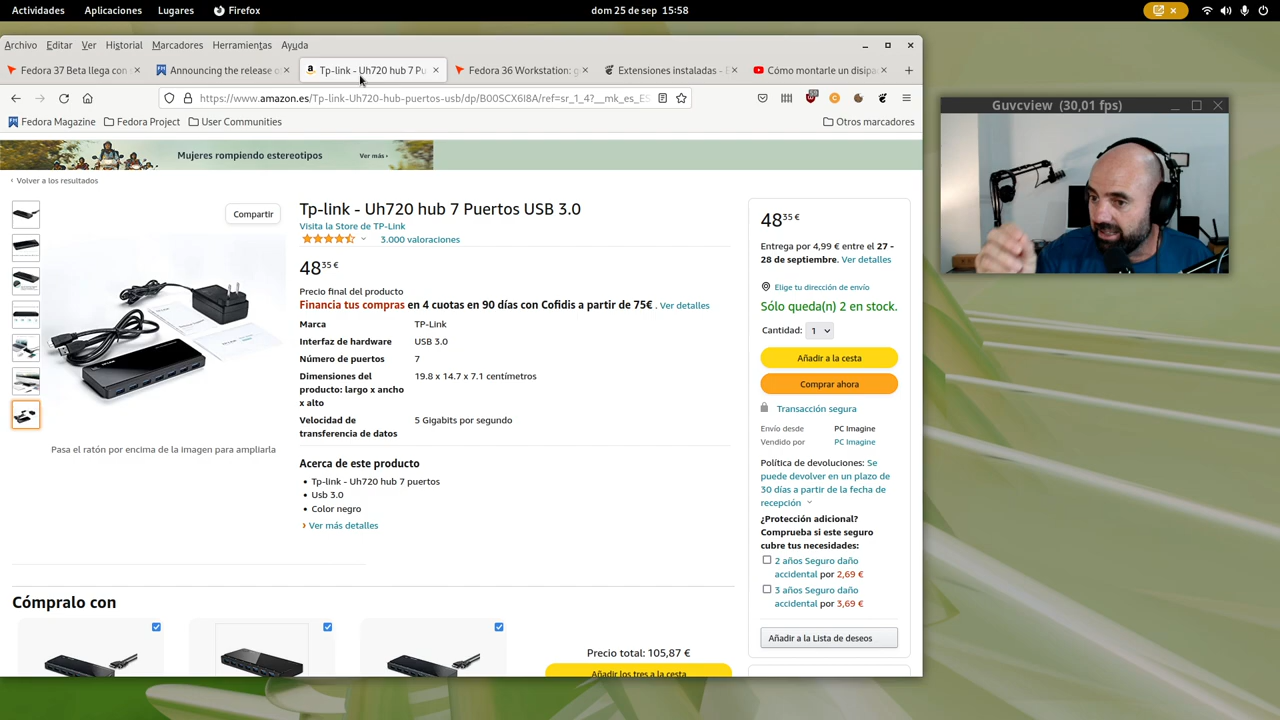 Actividades
Aplicaciones
Lugares
Firefox
dom 25 de sep 15:58
Archivo Editar Ver Historial Marcadores Herramientas Ayuda
Fedora 37 Beta llega con
Announcing the release o
Tp-link - Uh720 hub 7 Pu
Fedora 36 Workstation: g
Extensiones instaladas - E
Cómo montarle un disipa
https://www.amazon.es/Tp-link-Uh720-hub-puertos-usb/dp/B00SCX6I8A/ref=sr_1_4?__mk_es_ES
Fedora Magazine
Fedora Project
User Communities
Otros marcadores
Guvcview (30,01 fps)
Mujeres rompiendo estereotipos
Ver más ›
‹ Volver a los resultados
Compartir
Pasa el ratón por encima de la imagen para ampliarla
Tp-link - Uh720 hub 7 Puertos USB 3.0
Visita la Store de TP-Link
3.000 valoraciones
48 35 €
Precio final del producto
Financia tus compras en 4 cuotas en 90 días con Cofidis a partir de 75€ . Ver detalles
Marca TP-Link
Interfaz de hardware USB 3.0
Número de puertos 7
Dimensiones del 19.8 x 14.7 x 7.1 centímetros
producto: largo x ancho
x alto
Velocidad de 5 Gigabits por segundo
transferencia de datos
Acerca de este producto
• Tp-link - Uh720 hub 7 puertos
• Usb 3.0
• Color negro
› Ver más detalles
48 35 €
Entrega por 4,99 € entre el 27 -
28 de septiembre. Ver detalles
Elige tu dirección de envío
Sólo queda(n) 2 en stock.
Cantidad: 1
Añadir a la cesta
Comprar ahora
Transacción segura
Envío desde PC Imagine
Vendido por PC Imagine
Política de devoluciones: Se
puede devolver en un plazo de
30 días a partir de la fecha de
recepción
¿Protección adicional?
Comprueba si este seguro
cubre tus necesidades:
2 años Seguro daño
accidental por 2,69 €
3 años Seguro daño
accidental por 3,69 €
Añadir a la Lista de deseos
Cómpralo con
Precio total: 105,87 €
Añadir los tres a la cesta